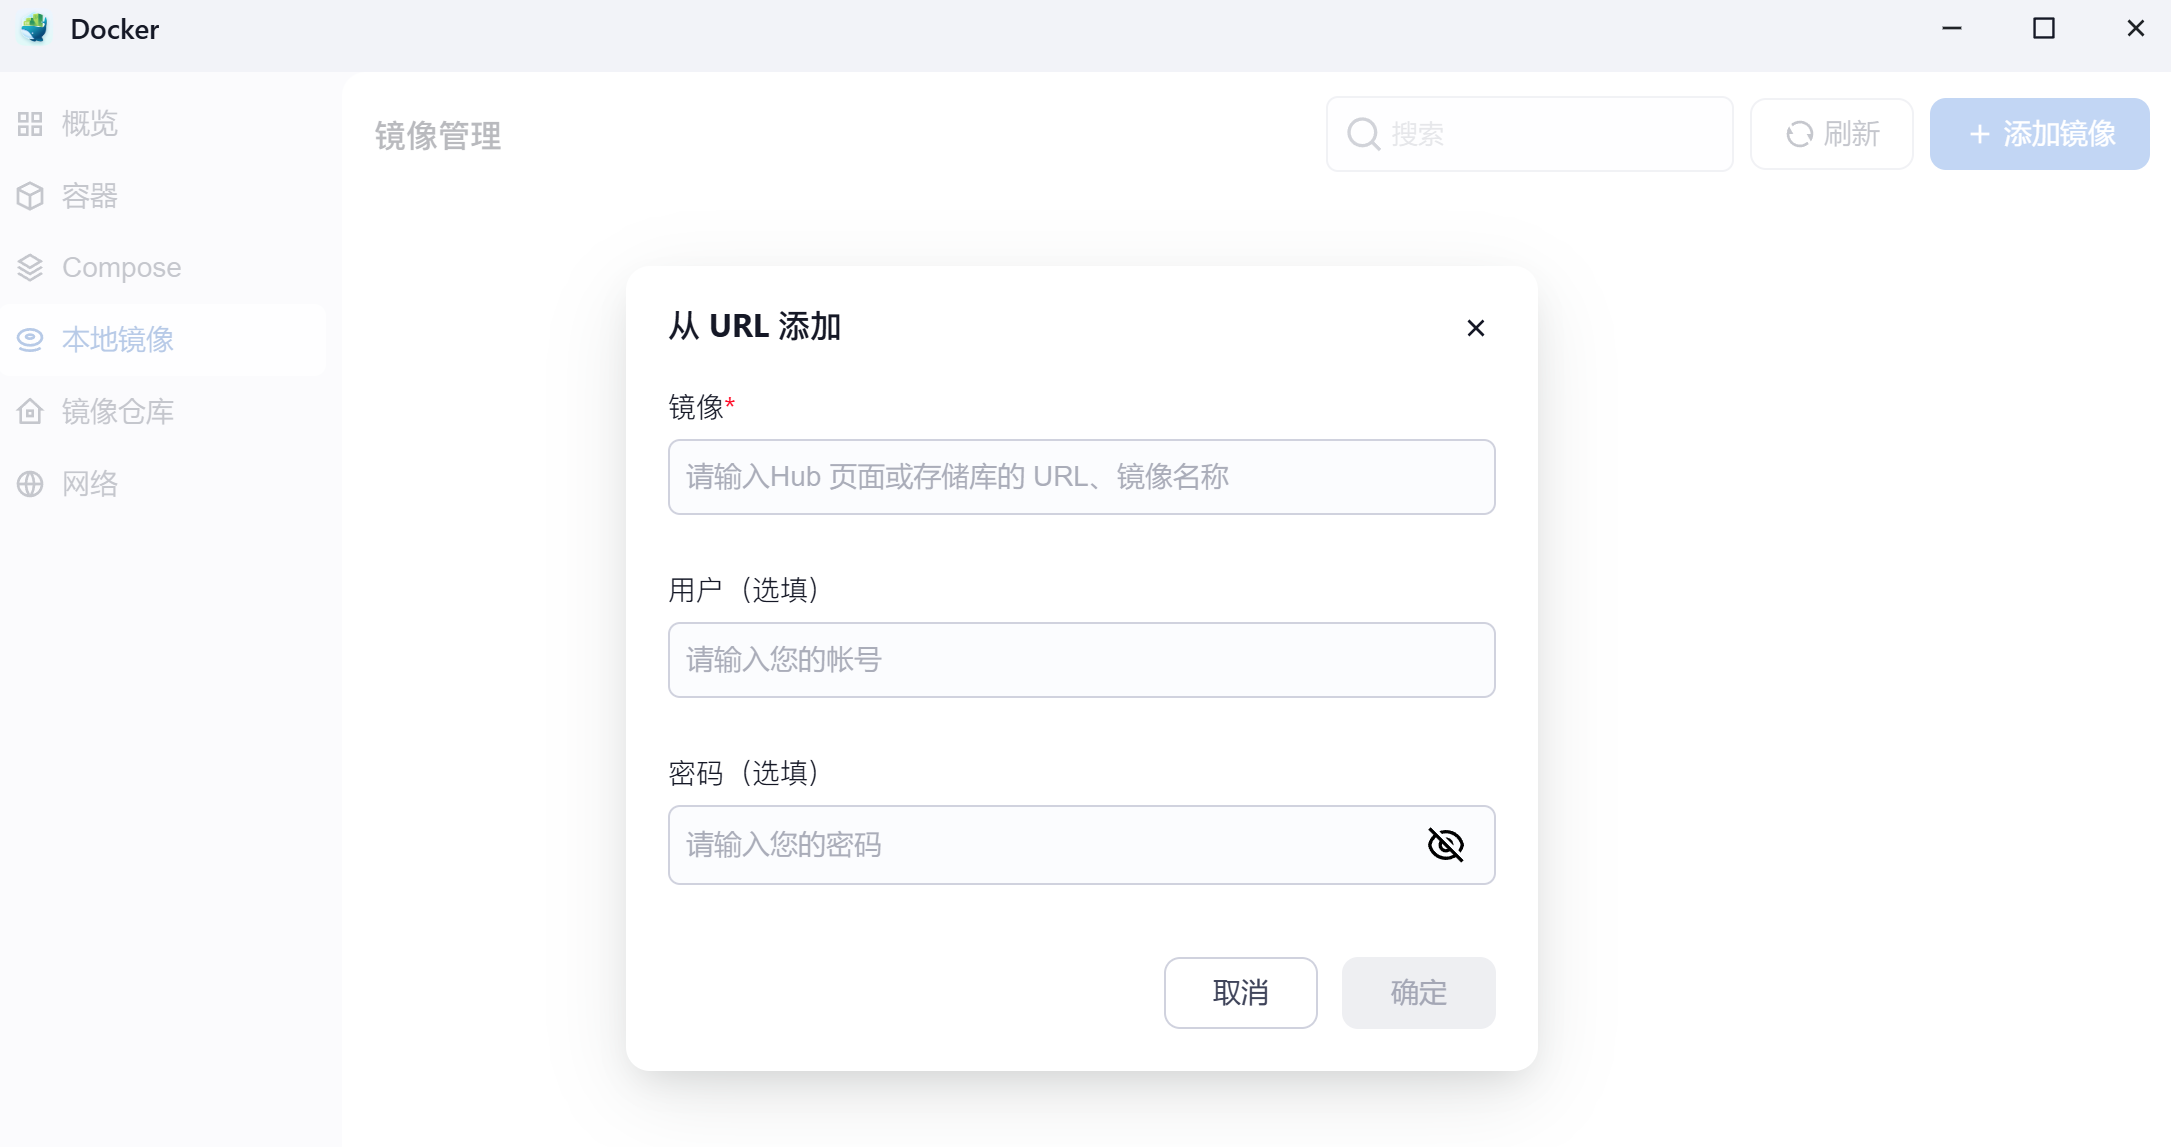 Docker
概览
容器
Compose
本地镜像
镜像仓库
网络
镜像管理
搜索
刷新
添加镜像
从 URL 添加
镜像*
请输入Hub 页面或存储库的 URL、镜像名称
用户（选填）
请输入您的帐号
密码（选填）
请输入您的密码
取消
确定